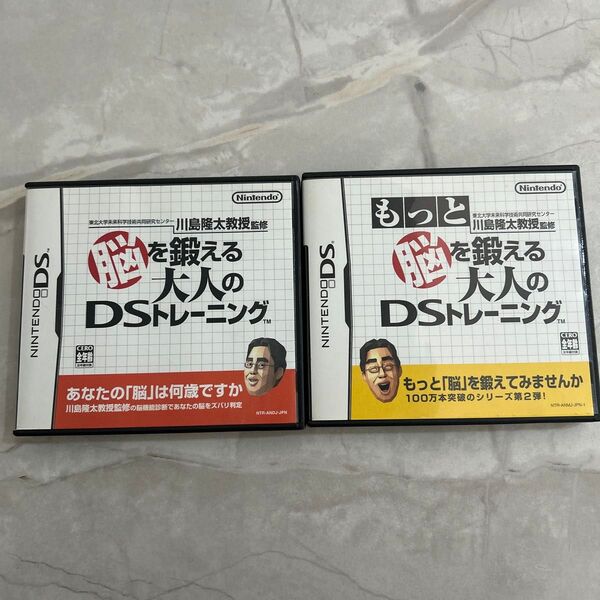 NINTENDO DS™
Nintendo®
東北大学未来科学技術共同研究センター
川島隆太教授監修
脳を鍛える
大人の
DSトレーニング™
CERO
全年齢
あなたの「脳」は何歳ですか
川島隆太教授監修の脳機能診断であなたの脳をズバリ判定
NTR-ANDJ-JPN
NINTENDO DS™
Nintendo®
もっと
東北大学未来科学技術共同研究センター
川島隆太教授監修
脳を鍛える
大人の
DSトレーニング™
CERO
全年齢
もっと「脳」を鍛えてみませんか
100万本突破のシリーズ第2弾!
NTR-ANMJ-JPN-1